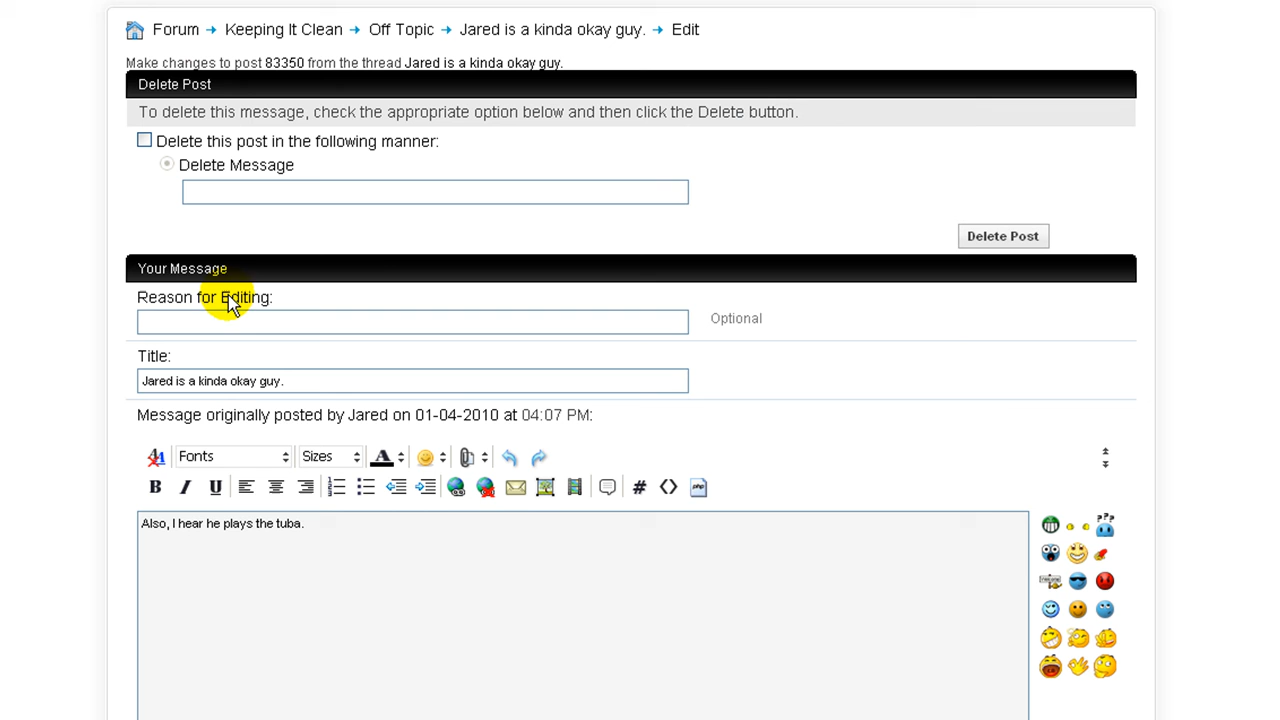 Forum → Keeping It Clean → Off Topic → Jared is a kinda okay guy. → Edit
Make changes to post 83350 from the thread Jared is a kinda okay guy.
Delete Post
To delete this message, check the appropriate option below and then click the Delete button.
Delete this post in the following manner:
Delete Message
Delete Post
Your Message
Reason for Editing:
Optional
Title:
Jared is a kinda okay guy.
Message originally posted by Jared on 01-04-2010 at 04:07 PM:
Fonts Sizes A
B I U # <> php
Also, I hear he plays the tuba.
???